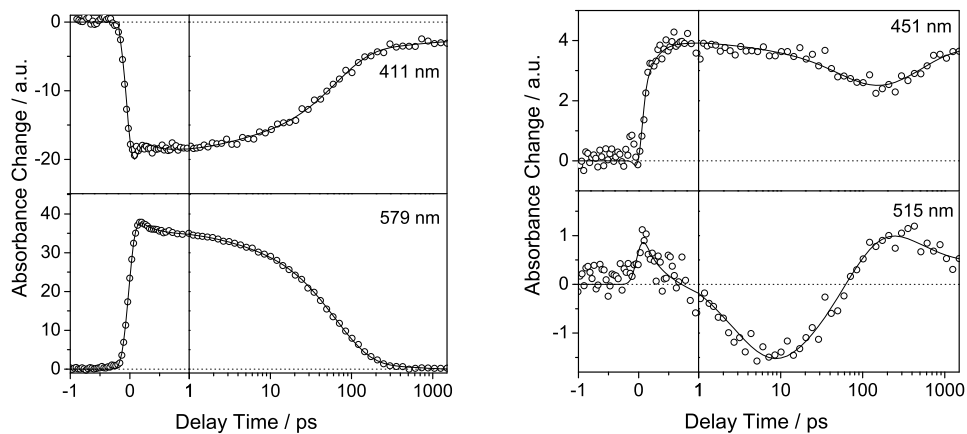 0
-10
-20
411 nm
Absorbance Change / a.u.
40
30
20
10
0
579 nm
-1 0 1 10 100 1000
Delay Time / ps
4
2
0
451 nm
Absorbance Change / a.u.
1
0
-1
515 nm
-1 0 1 10 100 1000
Delay Time / ps